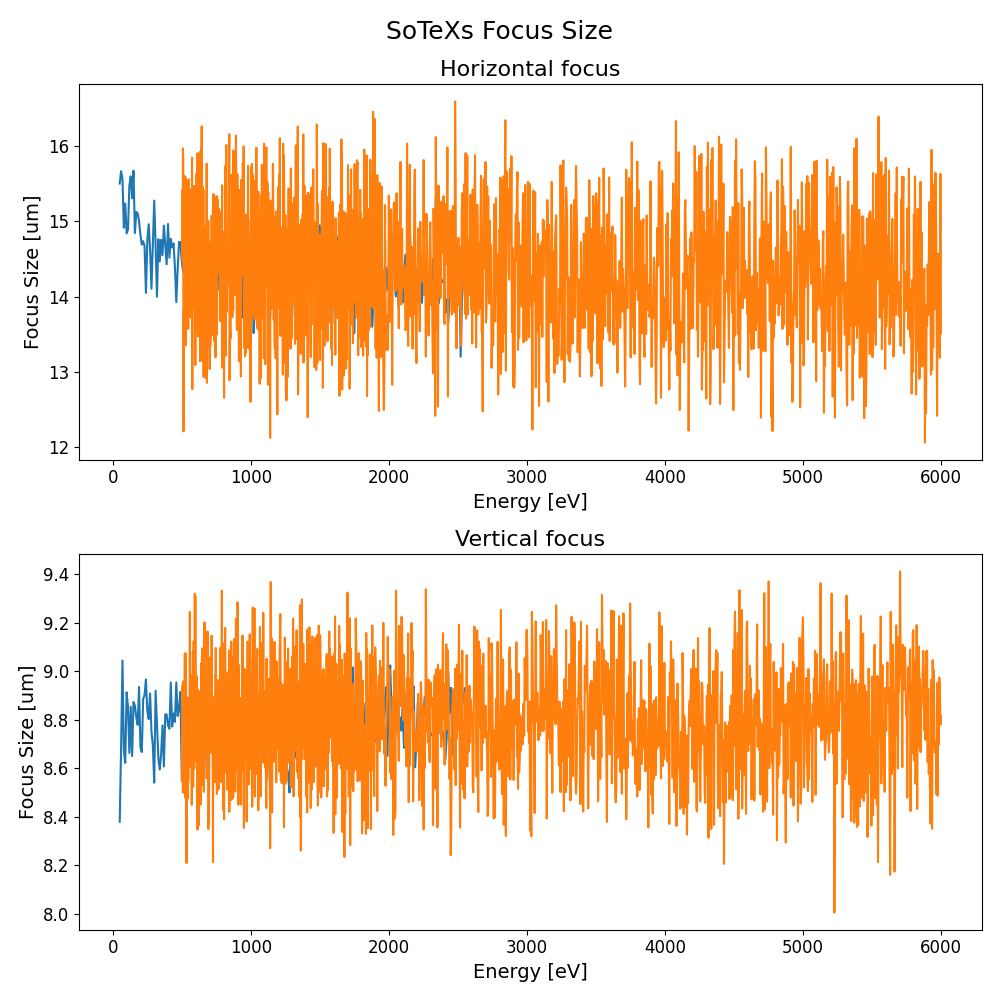 SoTeXs Focus Size
Horizontal focus
Focus Size [um]
16
15
14
13
12
0 1000 2000 3000 4000 5000 6000
Energy [eV]
Vertical focus
Focus Size [um]
9.4
9.2
9.0
8.8
8.6
8.4
8.2
8.0
0 1000 2000 3000 4000 5000 6000
Energy [eV]